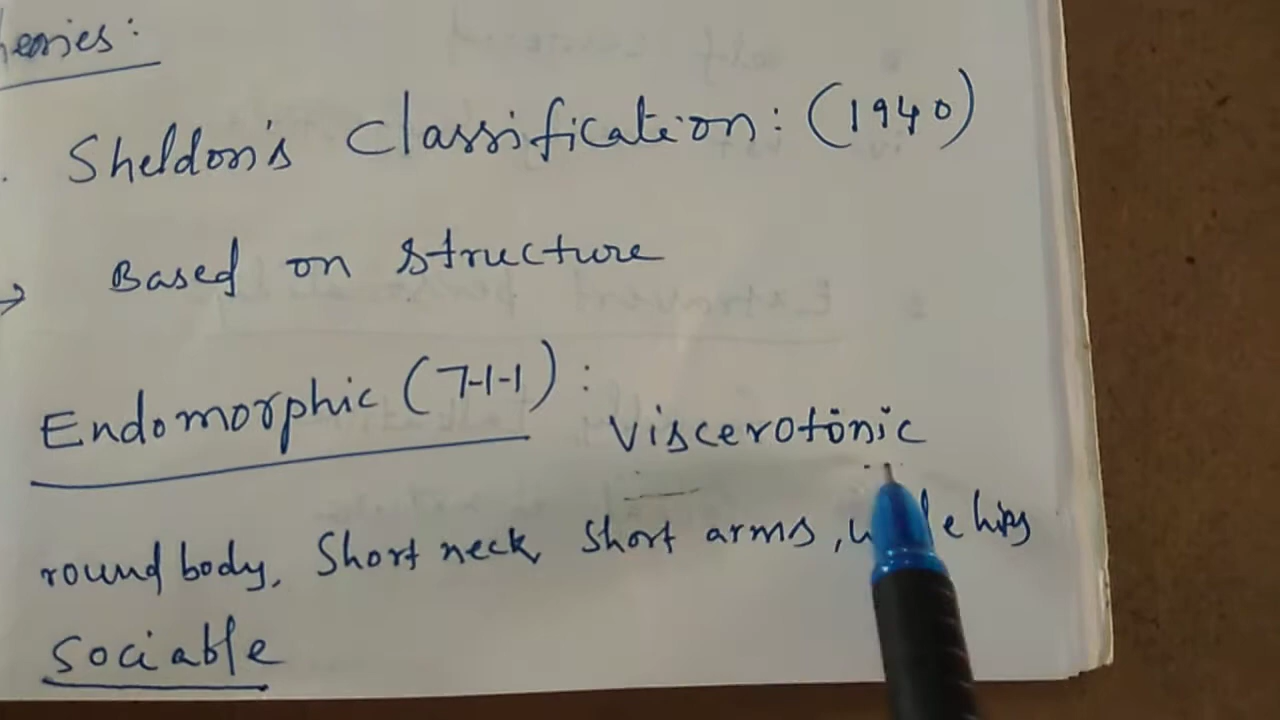 Sheldon's Classification: (1940)
→ Based on structure
Endomorphic (7-1-1): Viscerotonic
round body, Short neck, Short arms, hips
Sociable